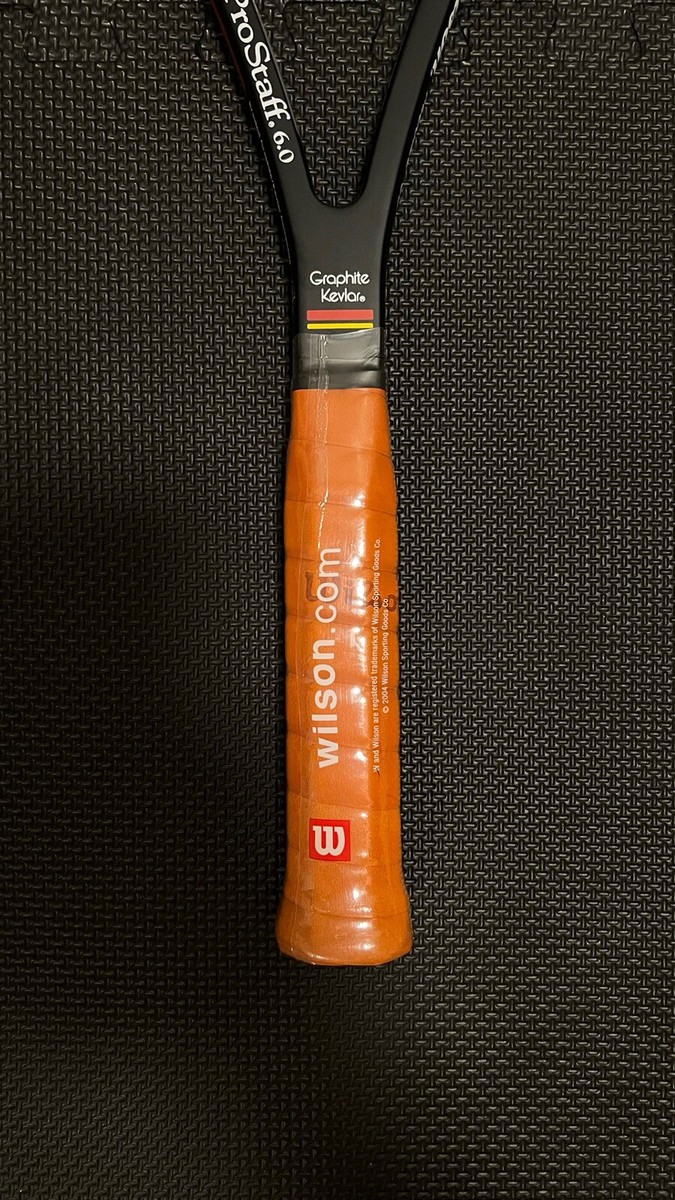 ProStaff. 6.0
Graphite
Kevlar®
wilson.com
W and Wilson are registered trademarks of Wilson Sporting Goods Co.
© 2004 Wilson Sporting Goods Co.
W